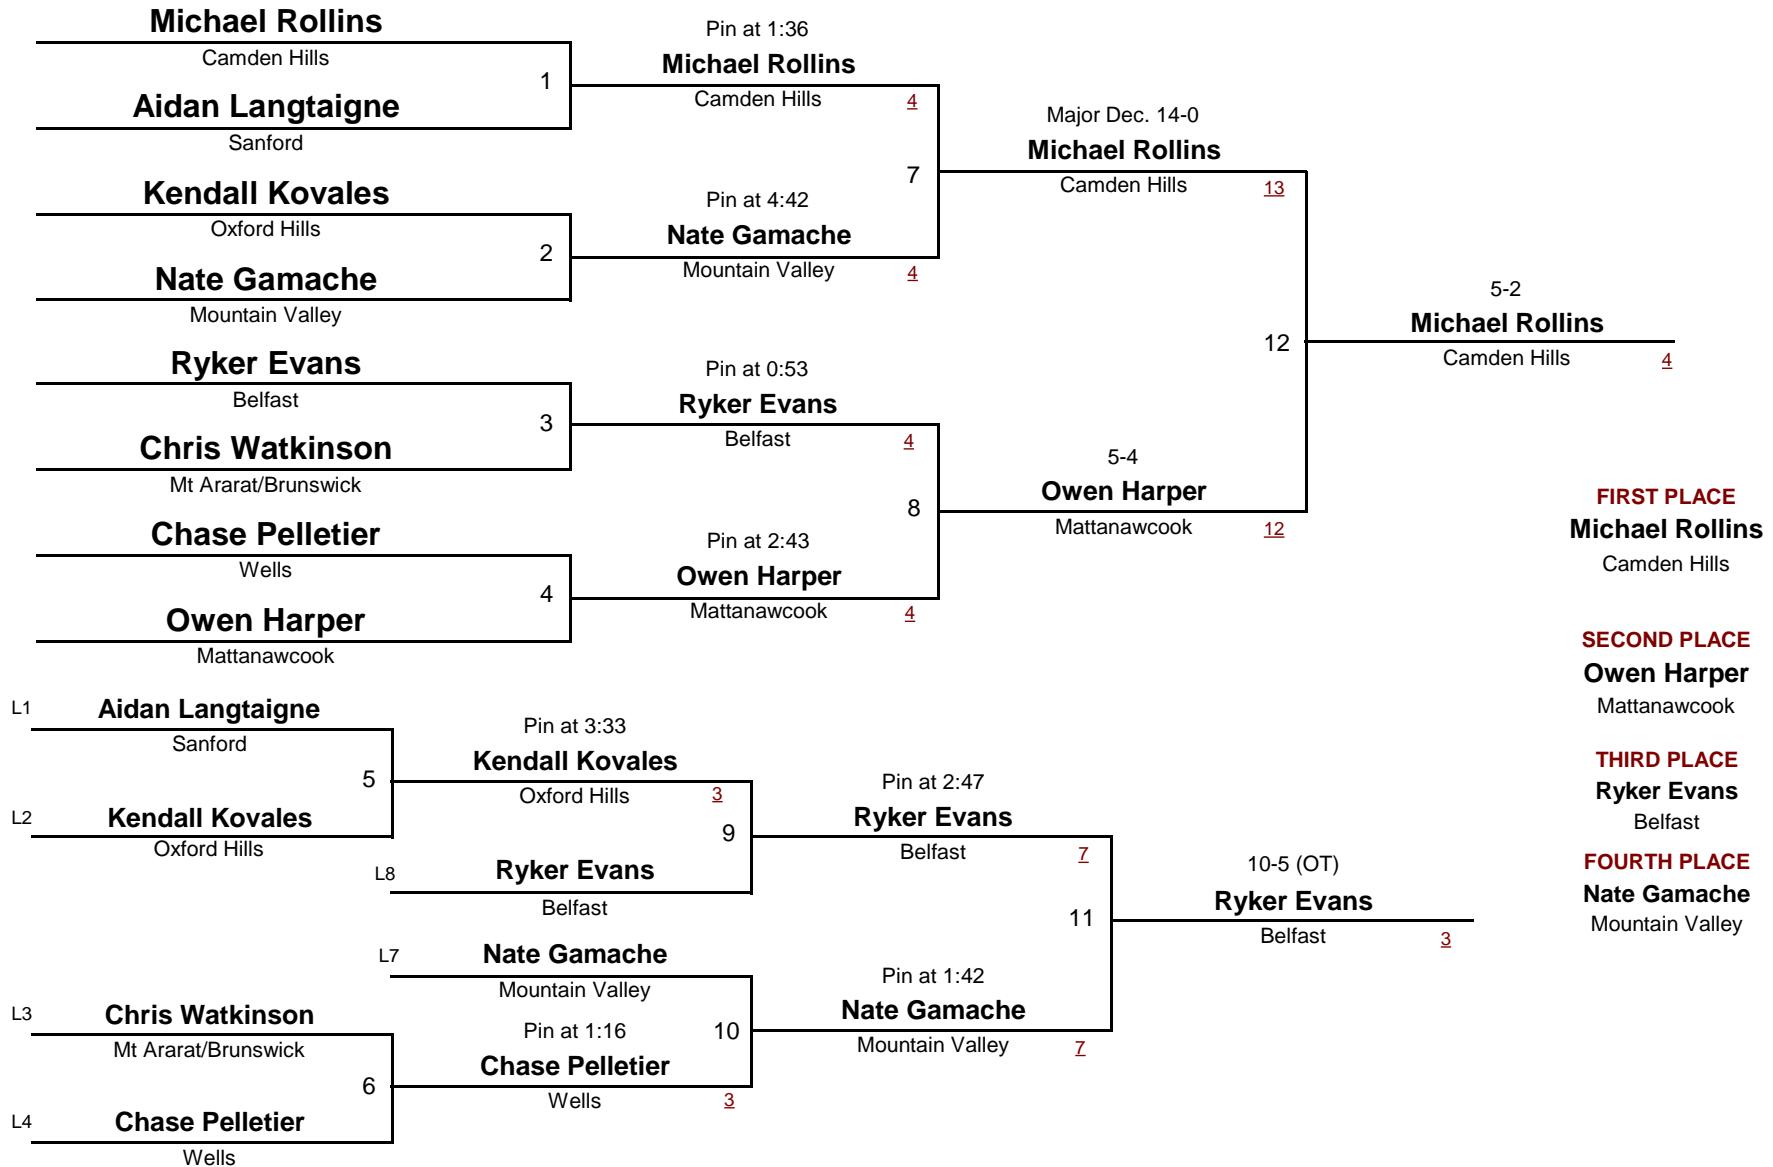 Michael Rollins
Camden Hills
1
Aidan Langtaigne
Sanford
Pin at 1:36
Michael Rollins
Camden Hills
4
Kendall Kovales
Oxford Hills
2
Nate Gamache
Mountain Valley
Pin at 4:42
Nate Gamache
Mountain Valley
4
7
Major Dec. 14-0
Michael Rollins
Camden Hills
13
Ryker Evans
Belfast
3
Chris Watkinson
Mt Ararat/Brunswick
Pin at 0:53
Ryker Evans
Belfast
4
Chase Pelletier
Wells
4
Owen Harper
Mattanawcook
Pin at 2:43
Owen Harper
Mattanawcook
4
8
5-4
Owen Harper
Mattanawcook
12
12
5-2
Michael Rollins
Camden Hills
4
FIRST PLACE
Michael Rollins
Camden Hills
SECOND PLACE
Owen Harper
Mattanawcook
THIRD PLACE
Ryker Evans
Belfast
FOURTH PLACE
Nate Gamache
Mountain Valley
L1
Aidan Langtaigne
Sanford
5
L2
Kendall Kovales
Oxford Hills
Pin at 3:33
Kendall Kovales
Oxford Hills
3
9
L8
Ryker Evans
Belfast
Pin at 2:47
Ryker Evans
Belfast
7
L7
Nate Gamache
Mountain Valley
L3
Chris Watkinson
Mt Ararat/Brunswick
6
L4
Chase Pelletier
Wells
Pin at 1:16
Chase Pelletier
Wells
3
10
Pin at 1:42
Nate Gamache
Mountain Valley
7
11
10-5 (OT)
Ryker Evans
Belfast
3